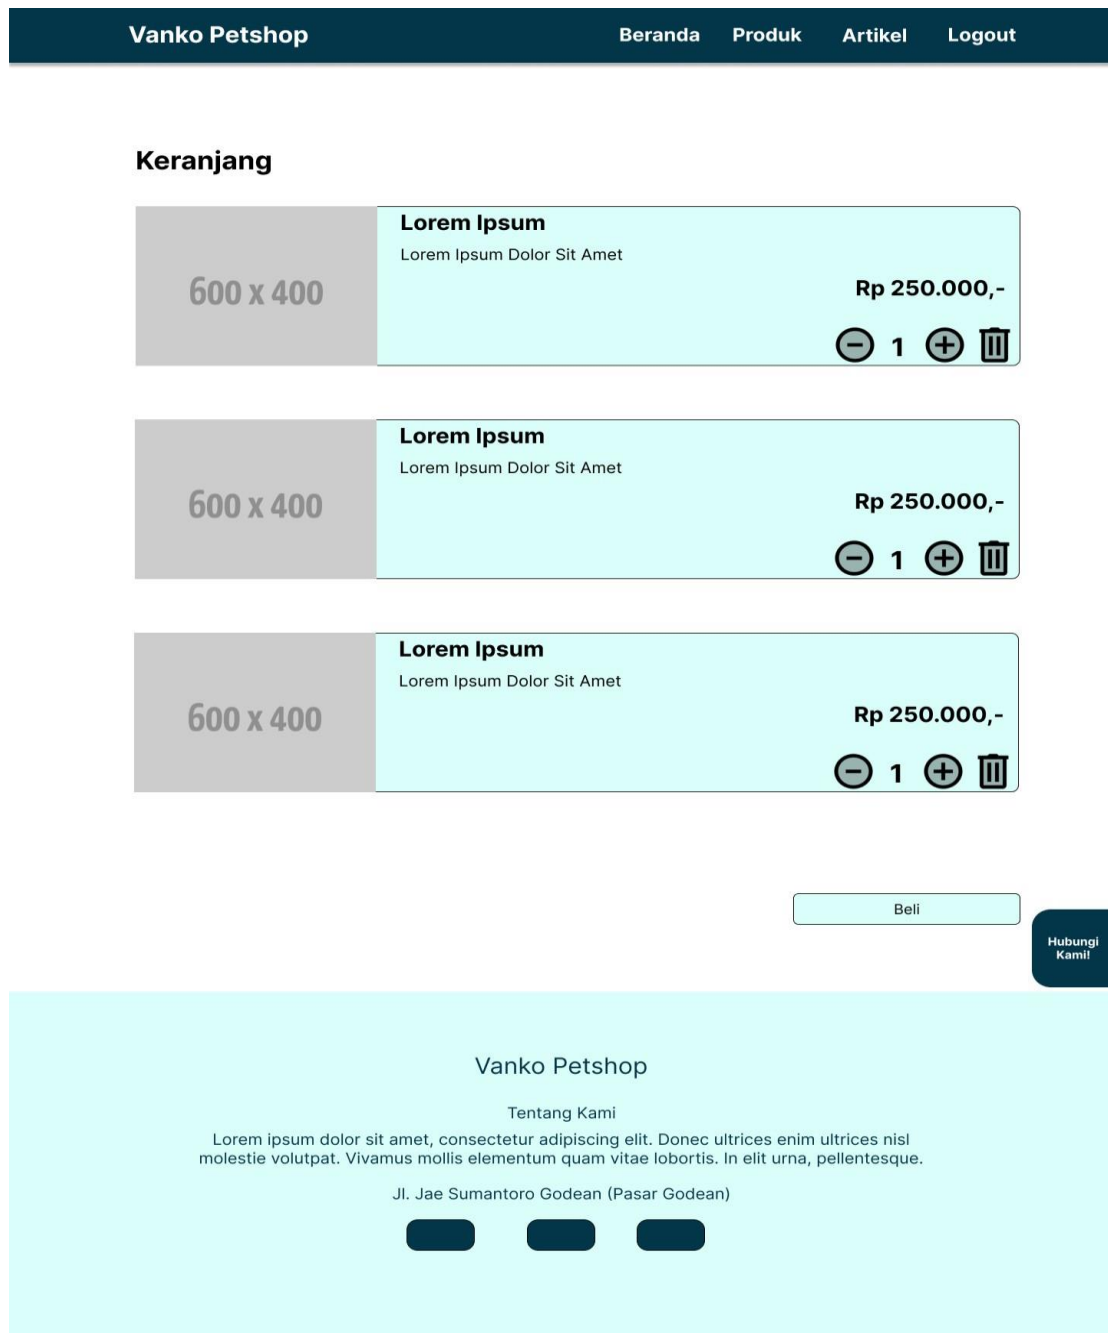 Vanko Petshop
Beranda
Produk
Artikel
Logout
Keranjang
600 x 400
Lorem Ipsum
Lorem Ipsum Dolor Sit Amet
Rp 250.000,-
1
600 x 400
Lorem Ipsum
Lorem Ipsum Dolor Sit Amet
Rp 250.000,-
1
600 x 400
Lorem Ipsum
Lorem Ipsum Dolor Sit Amet
Rp 250.000,-
1
Beli
Hubungi
Kami!
Vanko Petshop
Tentang Kami
Lorem ipsum dolor sit amet, consectetur adipiscing elit. Donec ultrices enim ultrices nisl
molestie volutpat. Vivamus mollis elementum quam vitae lobortis. In elit urna, pellentesque.
Jl. Jae Sumantoro Godean (Pasar Godean)